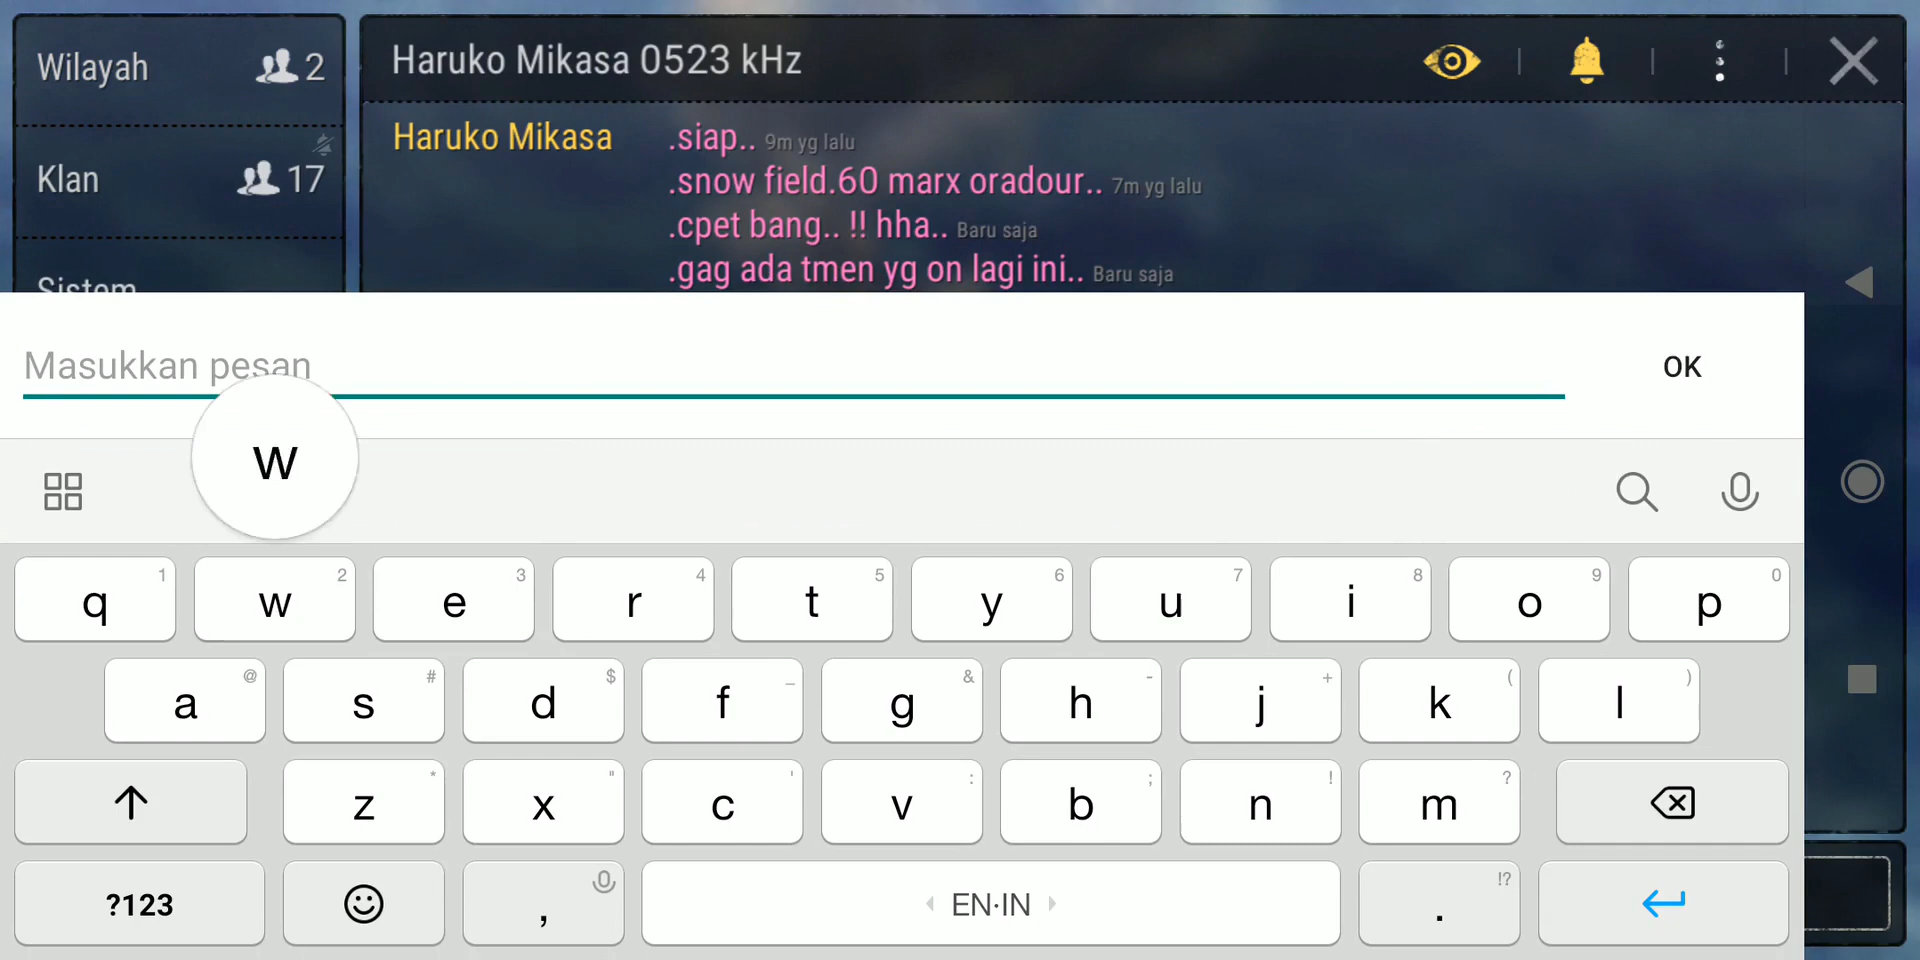 Wilayah 2
Haruko Mikasa 0523 kHz
Klan 17
Sistem
Haruko Mikasa .siap.. 9m yg lalu
.snow field.60 marx oradour.. 7m yg lalu
.cpet bang.. !! hha.. Baru saja
.gag ada tmen yg on lagi ini.. Baru saja
Masukkan pesan OK
w
q 1 w 2 e 3 r 4 t 5 y 6 u 7 i 8 o 9 p 0
a @ s # d $ f _ g & h - j + k ( l )
z * x " c ' v : b ; n ! m ?
?123 , EN·IN . !?